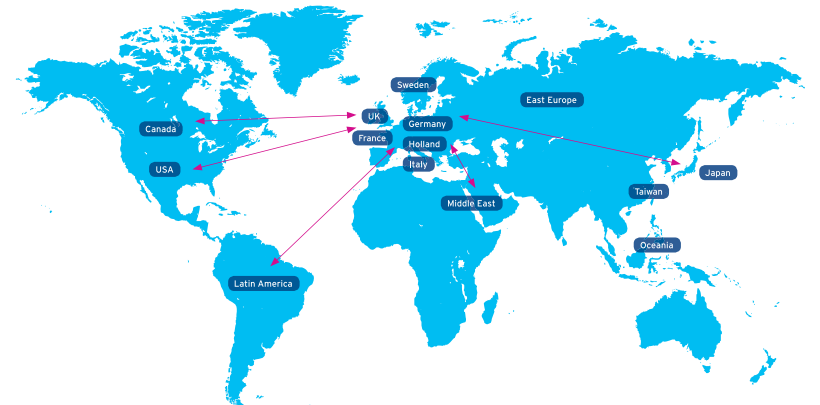 Sweden
East Europe
UK
Germany
Canada
France
Holland
Italy
USA
Japan
Taiwan
Middle East
Oceania
Latin America